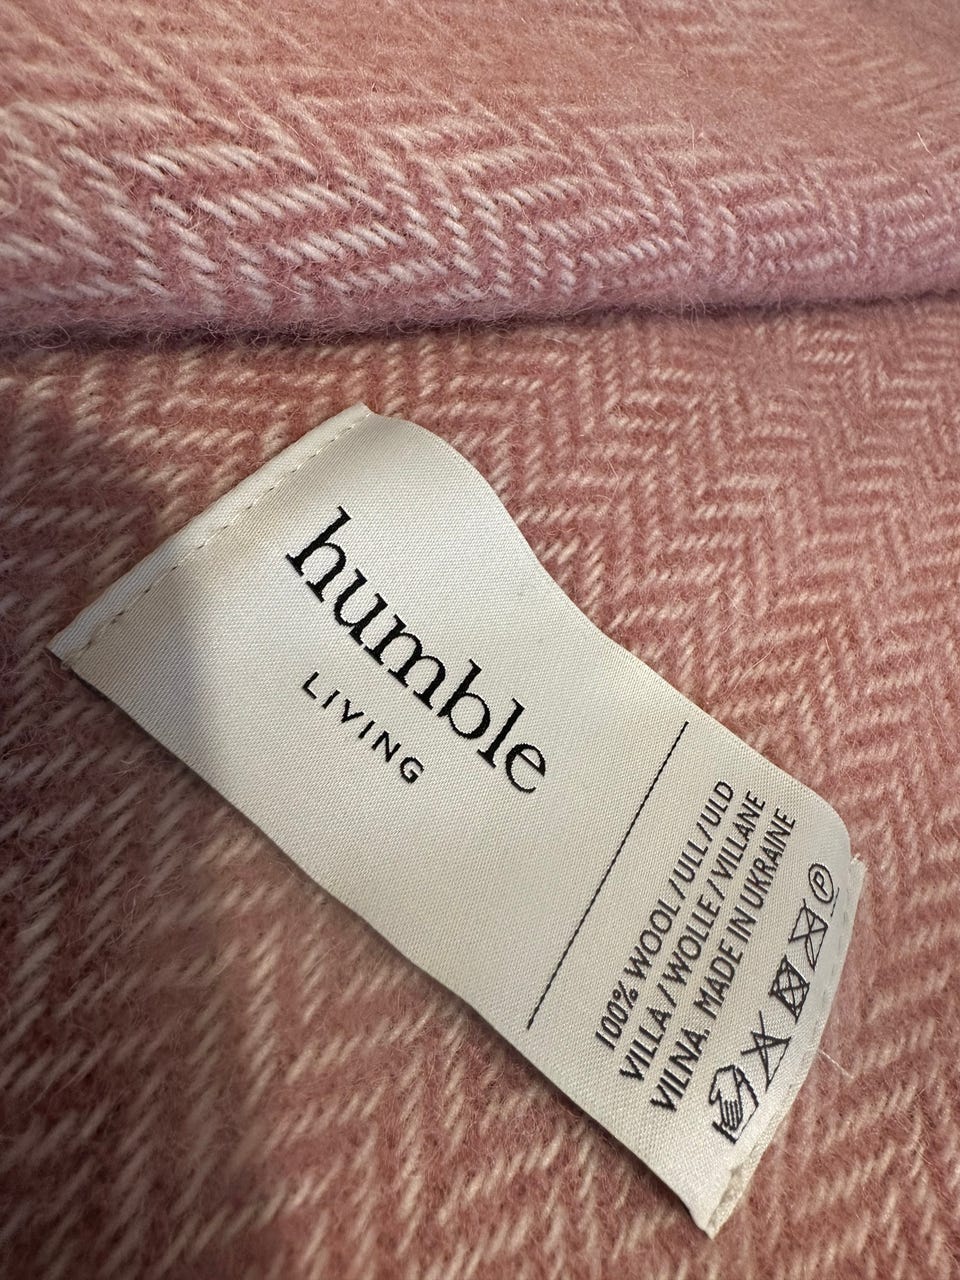 humble
LIVING
100% WOOL / ULL / ULD
VILLA / WOLLE / VILLANE
VILNA. MADE IN UKRAINE
P